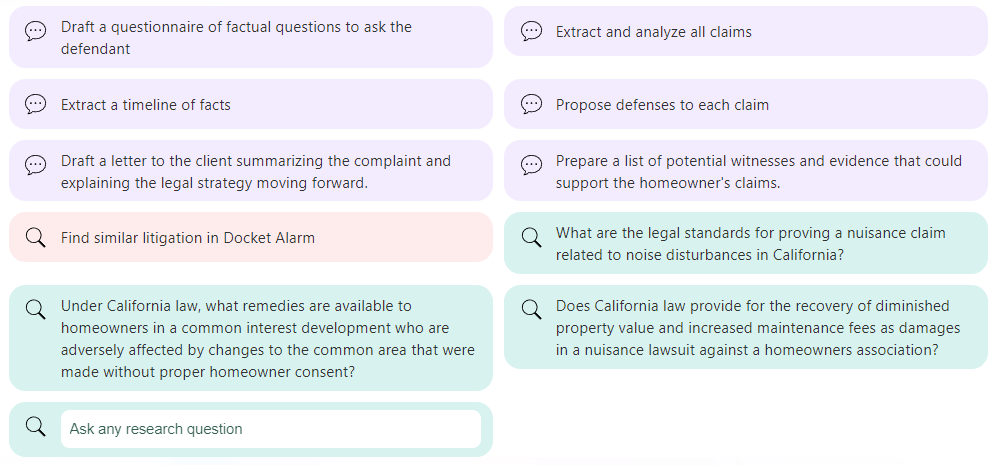 Draft a questionnaire of factual questions to ask the
defendant
Extract and analyze all claims
Extract a timeline of facts
Propose defenses to each claim
Draft a letter to the client summarizing the complaint and
explaining the legal strategy moving forward.
Prepare a list of potential witnesses and evidence that could
support the homeowner's claims.
Find similar litigation in Docket Alarm
What are the legal standards for proving a nuisance claim
related to noise disturbances in California?
Under California law, what remedies are available to
homeowners in a common interest development who are
adversely affected by changes to the common area that were
made without proper homeowner consent?
Does California law provide for the recovery of diminished
property value and increased maintenance fees as damages
in a nuisance lawsuit against a homeowners association?
Ask any research question